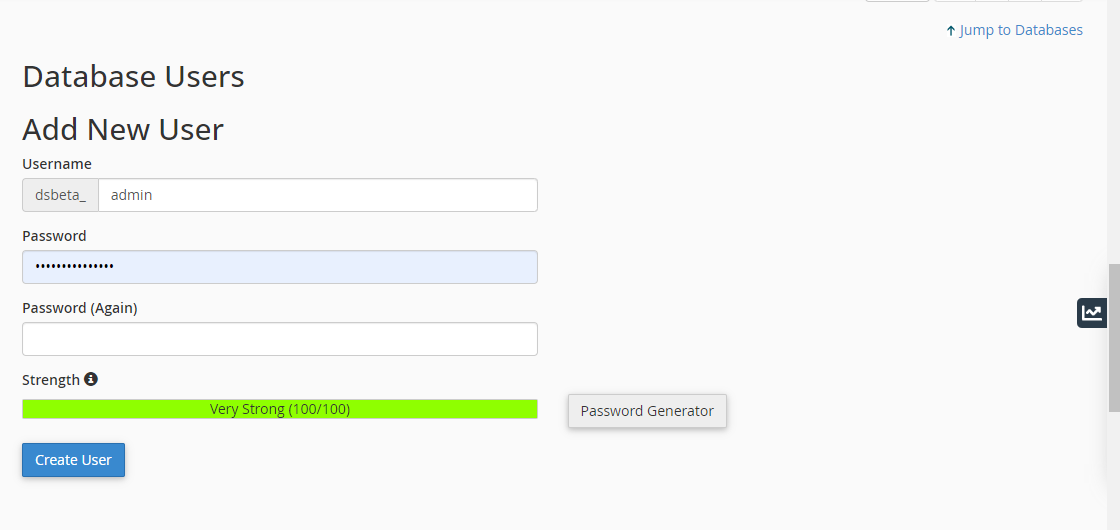 Jump to Databases
Database Users
Add New User
Username
dsbeta_ admin
Password
•••••••••••••••
Password (Again)
Strength
Very Strong (100/100)
Password Generator
Create User